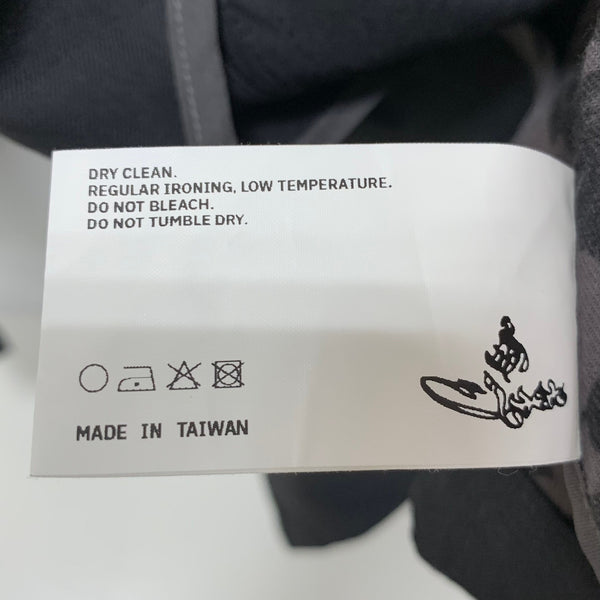 DRY CLEAN.
REGULAR IRONING, LOW TEMPERATURE.
DO NOT BLEACH.
DO NOT TUMBLE DRY.
MADE IN TAIWAN